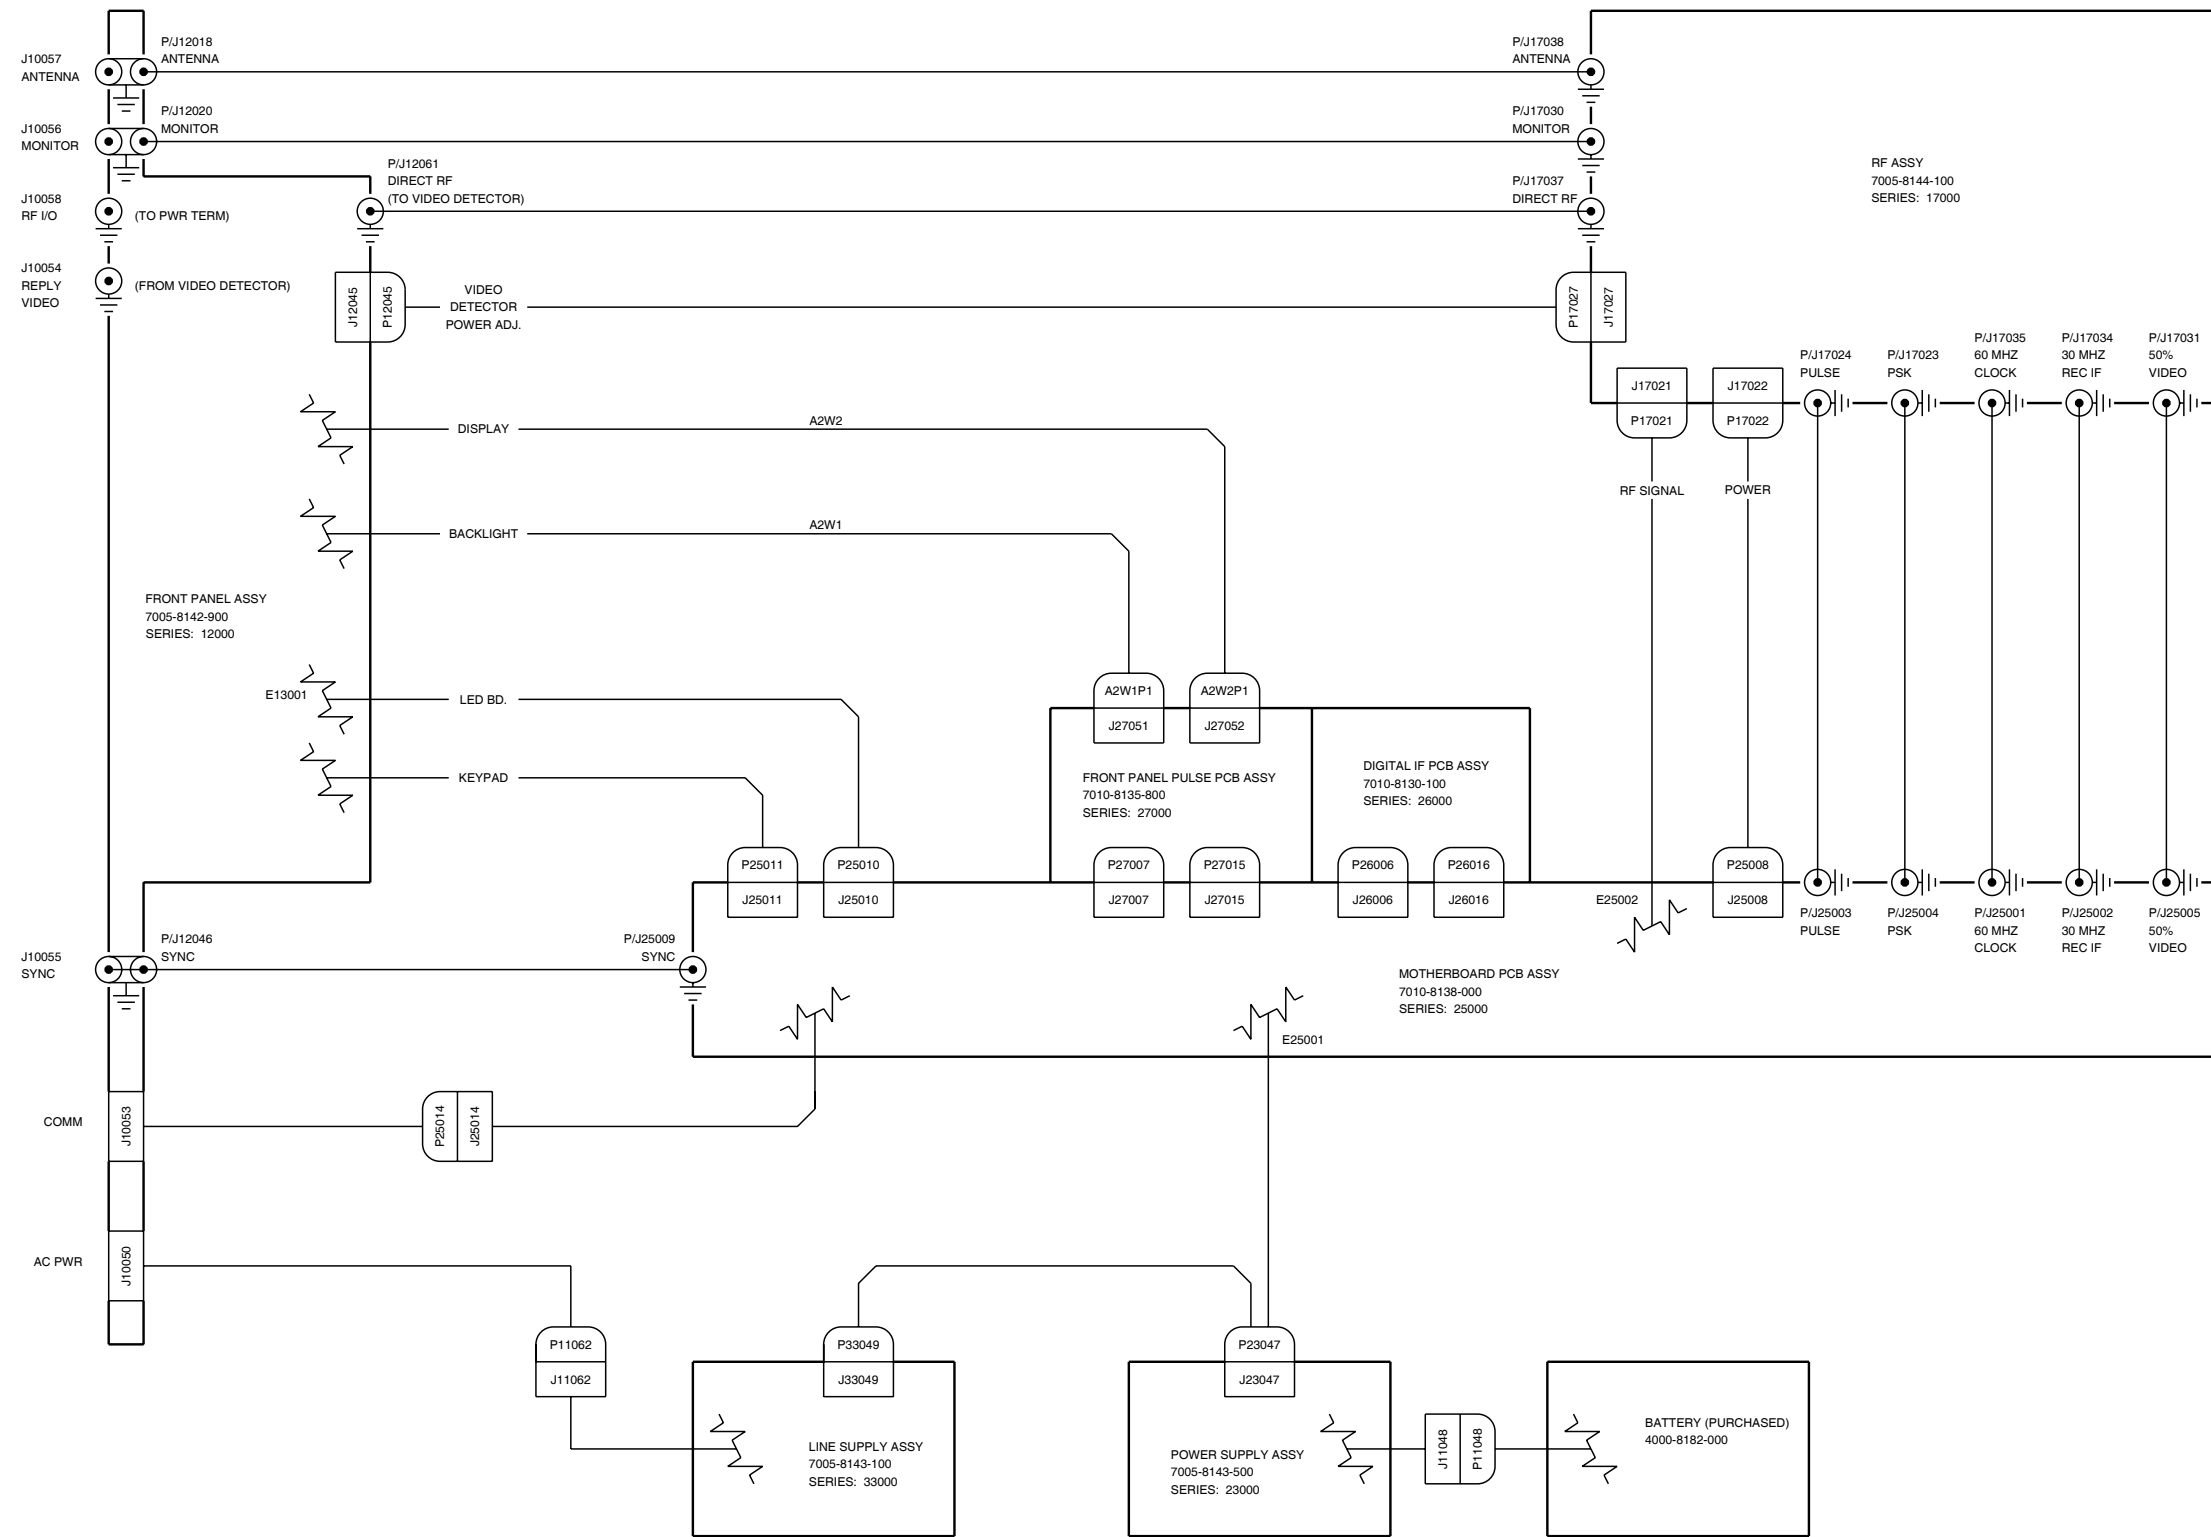 J10057
ANTENNA
P/J12018
ANTENNA
P/J17038
ANTENNA
J10056
MONITOR
P/J12020
MONITOR
P/J17030
MONITOR
J10058
RF I/O
(TO PWR TERM)
P/J12061
DIRECT RF
(TO VIDEO DETECTOR)
P/J17037
DIRECT RF
RF ASSY
7005-8144-100
SERIES: 17000
J10054
REPLY
VIDEO
(FROM VIDEO DETECTOR)
J12045
P12045
VIDEO
DETECTOR
POWER ADJ.
P17027
J17027
J17021
P17021
J17022
P17022
P/J17024
PULSE
P/J17023
PSK
P/J17035
60 MHZ
CLOCK
P/J17034
30 MHZ
REC IF
P/J17031
50%
VIDEO
DISPLAY
A2W2
RF SIGNAL
POWER
BACKLIGHT
A2W1
FRONT PANEL ASSY
7005-8142-900
SERIES: 12000
E13001
LED BD.
KEYPAD
A2W1P1
J27051
A2W2P1
J27052
FRONT PANEL PULSE PCB ASSY
7010-8135-800
SERIES: 27000
DIGITAL IF PCB ASSY
7010-8130-100
SERIES: 26000
P25011
J25011
P25010
J25010
P27007
J27007
P27015
J27015
P26006
J26006
P26016
J26016
E25002
P25008
J25008
P/J25003
PULSE
P/J25004
PSK
P/J25001
60 MHZ
CLOCK
P/J25002
30 MHZ
REC IF
P/J25005
50%
VIDEO
J10055
SYNC
P/J12046
SYNC
P/J25009
SYNC
MOTHERBOARD PCB ASSY
7010-8138-000
SERIES: 25000
E25001
COMM
J10053
P25014
J25014
AC PWR
J10050
P11062
J11062
P33049
J33049
P23047
J23047
LINE SUPPLY ASSY
7005-8143-100
SERIES: 33000
POWER SUPPLY ASSY
7005-8143-500
SERIES: 23000
J11048
P11048
BATTERY (PURCHASED)
4000-8182-000